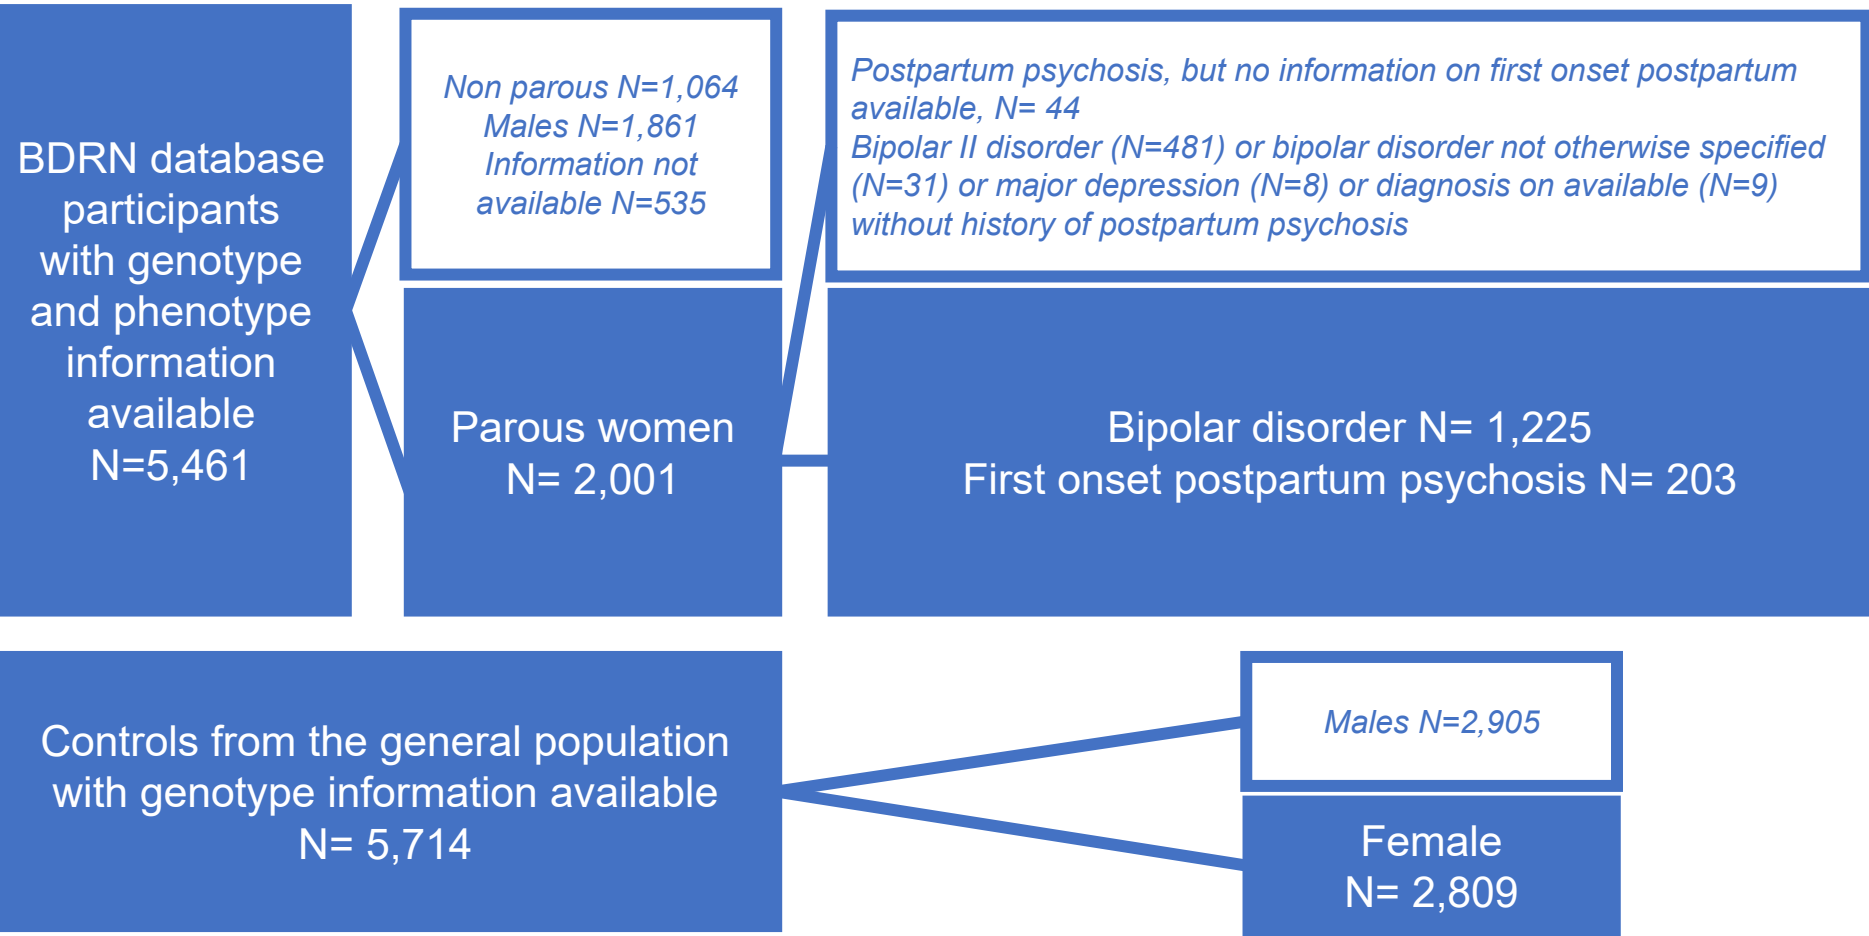 BDRN database
participants
with genotype
and phenotype
information
available
N=5,461
Non parous N=1,064
Males N=1,861
Information not
available N=535
Parous women
N= 2,001
Postpartum psychosis, but no information on first onset postpartum
available, N= 44
Bipolar II disorder (N=481) or bipolar disorder not otherwise specified
(N=31) or major depression (N=8) or diagnosis on available (N=9)
without history of postpartum psychosis
Bipolar disorder N= 1,225
First onset postpartum psychosis N= 203
Controls from the general population
with genotype information available
N= 5,714
Males N=2,905
Female
N= 2,809